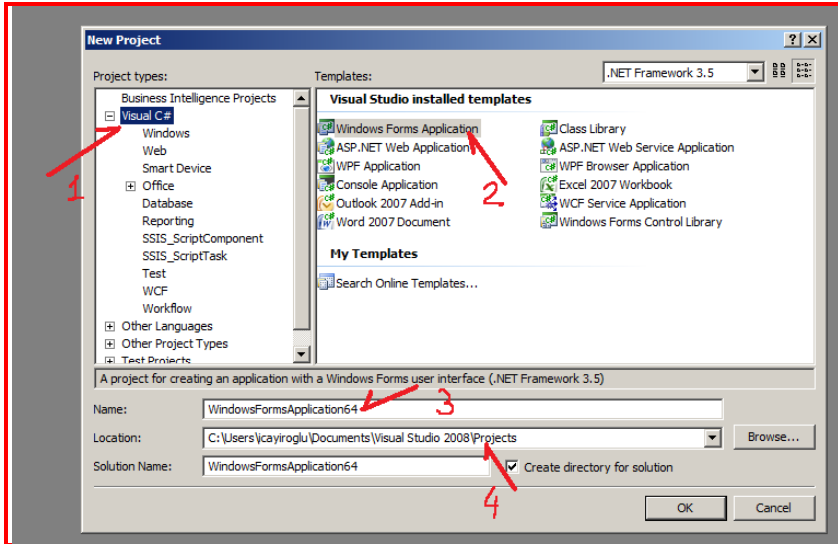 New Project
Project types:
Templates:
.NET Framework 3.5
Business Intelligence Projects
Visual C#
Windows
Web
Smart Device
Office
Database
Reporting
SSIS_ScriptComponent
SSIS_ScriptTask
Test
WCF
Workflow
Other Languages
Other Project Types
Test Projects
1
Visual Studio installed templates
Windows Forms Application
Class Library
ASP.NET Web Application
ASP.NET Web Service Application
WPF Application
WPF Browser Application
Console Application
Excel 2007 Workbook
Outlook 2007 Add-in
WCF Service Application
Word 2007 Document
Windows Forms Control Library
2
My Templates
Search Online Templates...
A project for creating an application with a Windows Forms user interface (.NET Framework 3.5)
Name:
WindowsFormsApplication64
3
Location:
C:\Users\icayiroglu\Documents\Visual Studio 2008\Projects
Browse...
Solution Name:
WindowsFormsApplication64
Create directory for solution
4
OK
Cancel